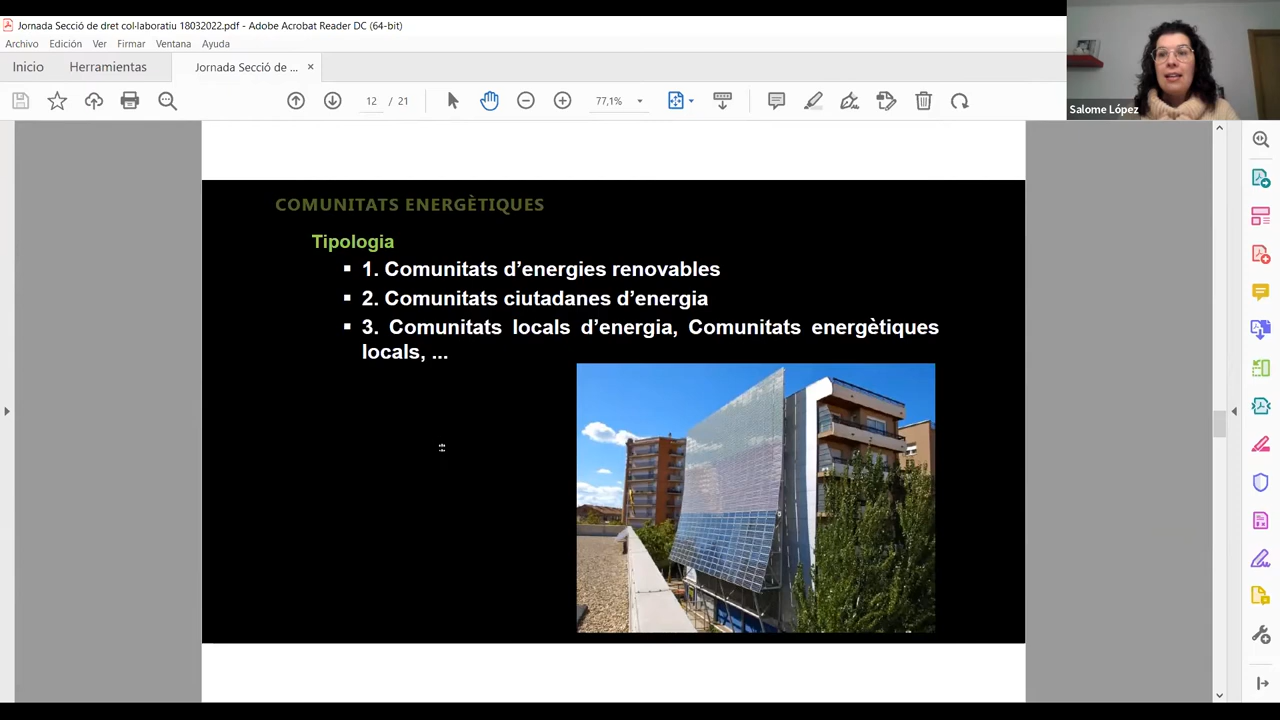 Jornada Secció de dret col·laboratiu 18032022.pdf - Adobe Acrobat Reader DC (64-bit)
Archivo Edición Ver Firmar Ventana Ayuda
Inicio Herramientas Jornada Secció de ... ×
12 / 21 77,1%
Salome López
COMUNITATS ENERGÈTIQUES
Tipologia
▪ 1. Comunitats d’energies renovables
▪ 2. Comunitats ciutadanes d’energia
▪ 3. Comunitats locals d’energia, Comunitats energètiques
locals, ...